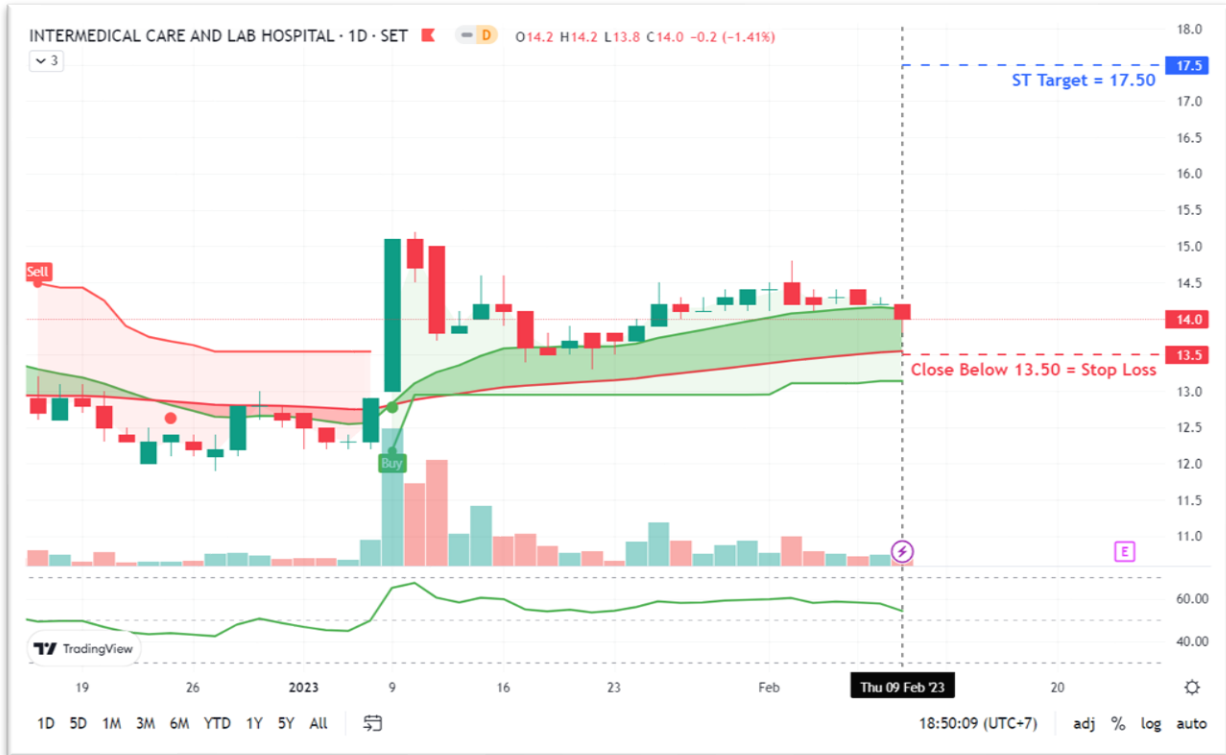 INTERMEDICAL CARE AND LAB HOSPITAL · 1D · SET D O14.2 H14.2 L13.8 C14.0 −0.2 (−1.41%)
3
18.0
17.5
ST Target = 17.50
17.0
16.5
16.0
15.5
15.0
Sell
14.5
14.0
13.5
Close Below 13.50 = Stop Loss
13.0
12.5
12.0
Buy
11.5
11.0
E
60.00
40.00
TradingView
19 26 2023 9 16 23 Feb Thu 09 Feb '23 20
1D 5D 1M 3M 6M YTD 1Y 5Y All 18:50:09 (UTC+7) adj % log auto